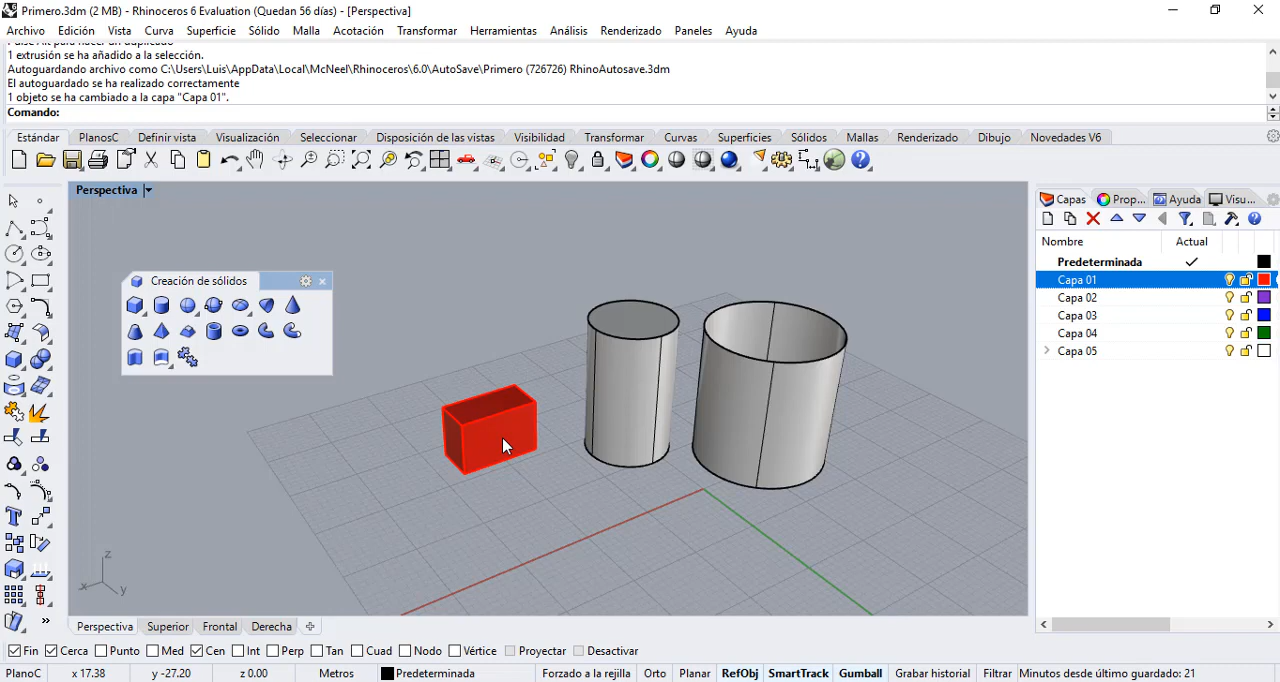 Primero.3dm (2 MB) - Rhinoceros 6 Evaluation (Quedan 56 días) - [Perspectiva]
Archivo Edición Vista Curva Superficie Sólido Malla Acotación Transformar Herramientas Análisis Renderizado Paneles Ayuda
Pulse Alt para hacer un duplicado
1 extrusión se ha añadido a la selección.
Autoguardando archivo como C:\Users\Luis\AppData\Local\McNeel\Rhinoceros\6.0\AutoSave\Primero (726726) RhinoAutosave.3dm
El autoguardado se ha realizado correctamente
1 objeto se ha cambiado a la capa "Capa 01".
Comando:
Estándar PlanosC Definir vista Visualización Seleccionar Disposición de las vistas Visibilidad Transformar Curvas Superficies Sólidos Mallas Renderizado Dibujo Novedades V6
Perspectiva
Capas Prop... Ayuda Visu...
Nombre Actual
Predeterminada
Capa 01
Capa 02
Capa 03
Capa 04
Capa 05
Creación de sólidos
z
x
y
Perspectiva Superior Frontal Derecha
Fin Cerca Punto Med Cen Int Perp Tan Cuad Nodo Vértice Proyectar Desactivar
PlanoC x 17.38 y -27.20 z 0.00 Metros Predeterminada Forzado a la rejilla Orto Planar RefObj SmartTrack Gumball Grabar historial Filtrar Minutos desde último guardado: 21